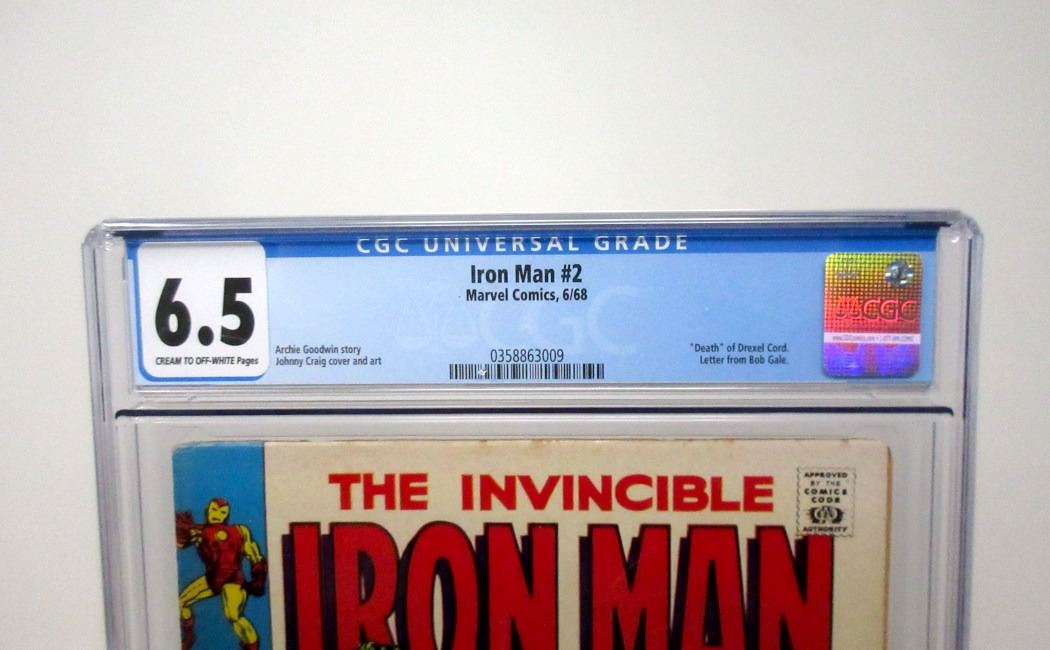 CGC UNIVERSAL GRADE
6.5
CREAM TO OFF-WHITE Pages
Iron Man #2
Marvel Comics, 6/68
Archie Goodwin story
Johnny Craig cover and art
0358863009
"Death" of Drexel Cord.
Letter from Bob Gale.
CGC
CGC
THE INVINCIBLE
IRON MAN
APPROVED
BY THE
COMICS
CODE
AUTHORITY